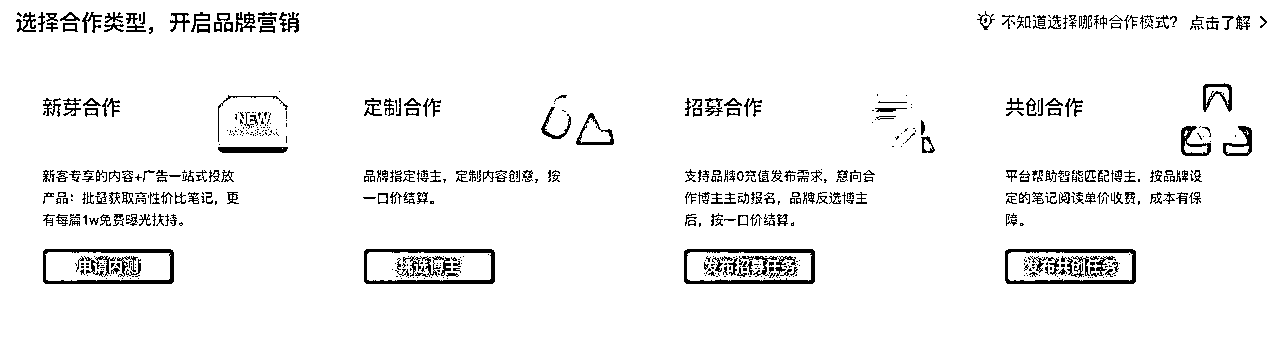 选择合作类型，开启品牌营销
不知道选择哪种合作模式？ 点击了解
新芽合作
NEW
新客专享的内容+广告一站式投放
产品：批量获取高性价比笔记，更
有每篇1w免费曝光扶持。
申请内测
定制合作
品牌指定博主，定制内容创意，按
一口价结算。
挑选博主
招募合作
支持品牌0充值发布需求，意向合
作博主主动报名，品牌反选博主
后，按一口价结算。
发布招募任务
共创合作
平台帮助智能匹配博主，按品牌设
定的笔记阅读单价收费，成本有保
障。
发布共创任务